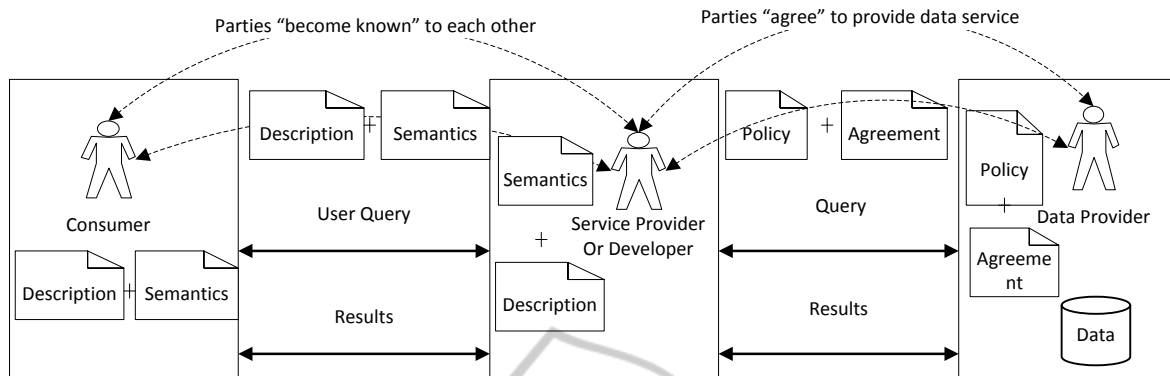 Parties “become known” to each other
Parties “agree” to provide data service
Description
+
Semantics
Policy
+
Agreement
Semantics
Policy
Consumer
User Query
Service Provider
Or Developer
Query
+
Data Provider
+
Description
+
Semantics
Description
Agreeme
nt
Results
Results
Data